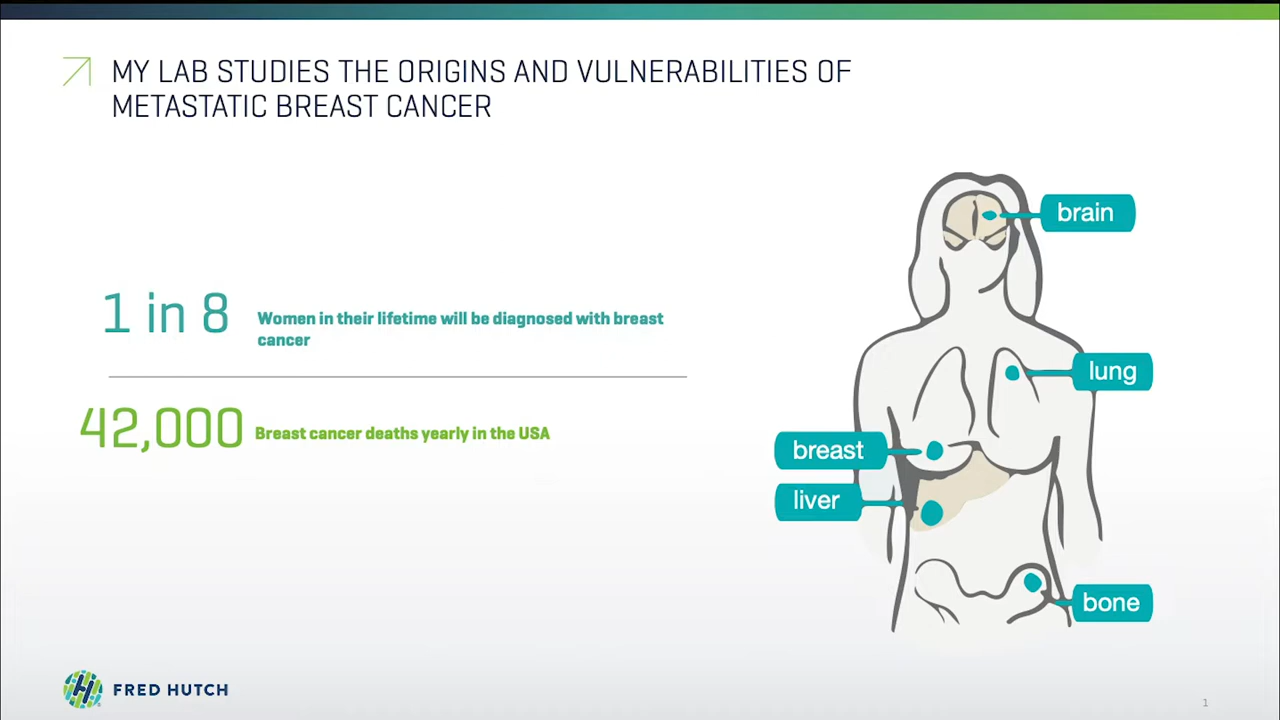 MY LAB STUDIES THE ORIGINS AND VULNERABILITIES OF
METASTATIC BREAST CANCER
1 in 8
Women in their lifetime will be diagnosed with breast
cancer
42,000
Breast cancer deaths yearly in the USA
brain
lung
breast
liver
bone
FRED HUTCH
1